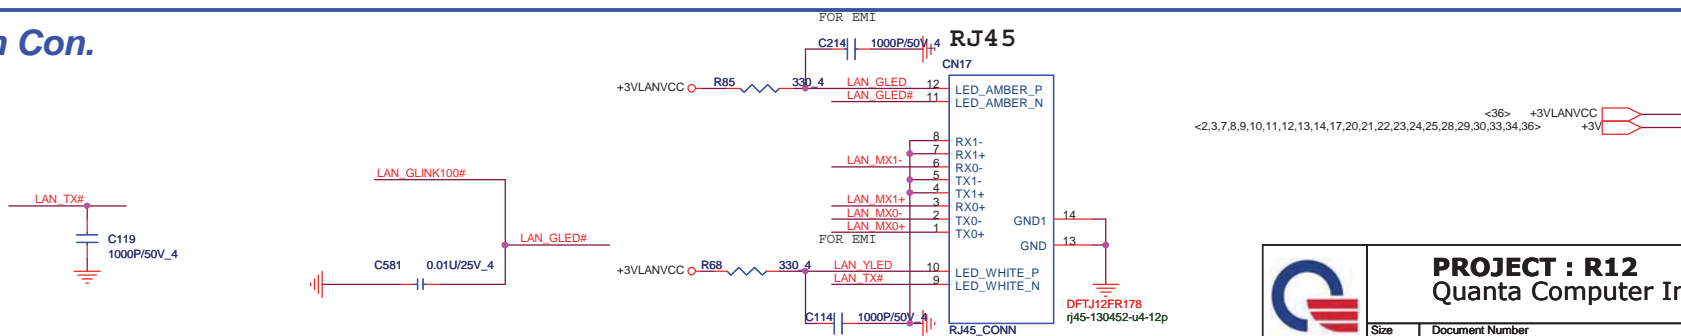 n Con.
FOR EMI
C214 1000P/50V_4
RJ45
CN17
+3VLANVCC R85 330_4 LAN_GLED 12 LED_AMBER_P
LAN_GLED# 11 LED_AMBER_N
<36> +3VLANVCC
<2,3,7,8,9,10,11,12,13,14,17,20,21,22,23,24,25,28,29,30,33,34,36> +3V
8 RX1-
7 RX1+
LAN_MX1- 6 RX0-
5 TX1-
4 TX1+
LAN_MX1+ 3 RX0+
LAN_MX0- 2 TX0-
LAN_MX0+ 1 TX0+
GND1 14
GND 13
LAN_GLINK100#
LAN_TX#
C119
1000P/50V_4
LAN_GLED#
C581 0.01U/25V_4
FOR EMI
+3VLANVCC R68 330_4 LAN_YLED 10 LED_WHITE_P
LAN_TX# 9 LED_WHITE_N
C114 1000P/50V_4
RJ45_CONN
DFTJ12FR178
rj45-130452-u4-12p
PROJECT : R12
Quanta Computer In
Size Document Number